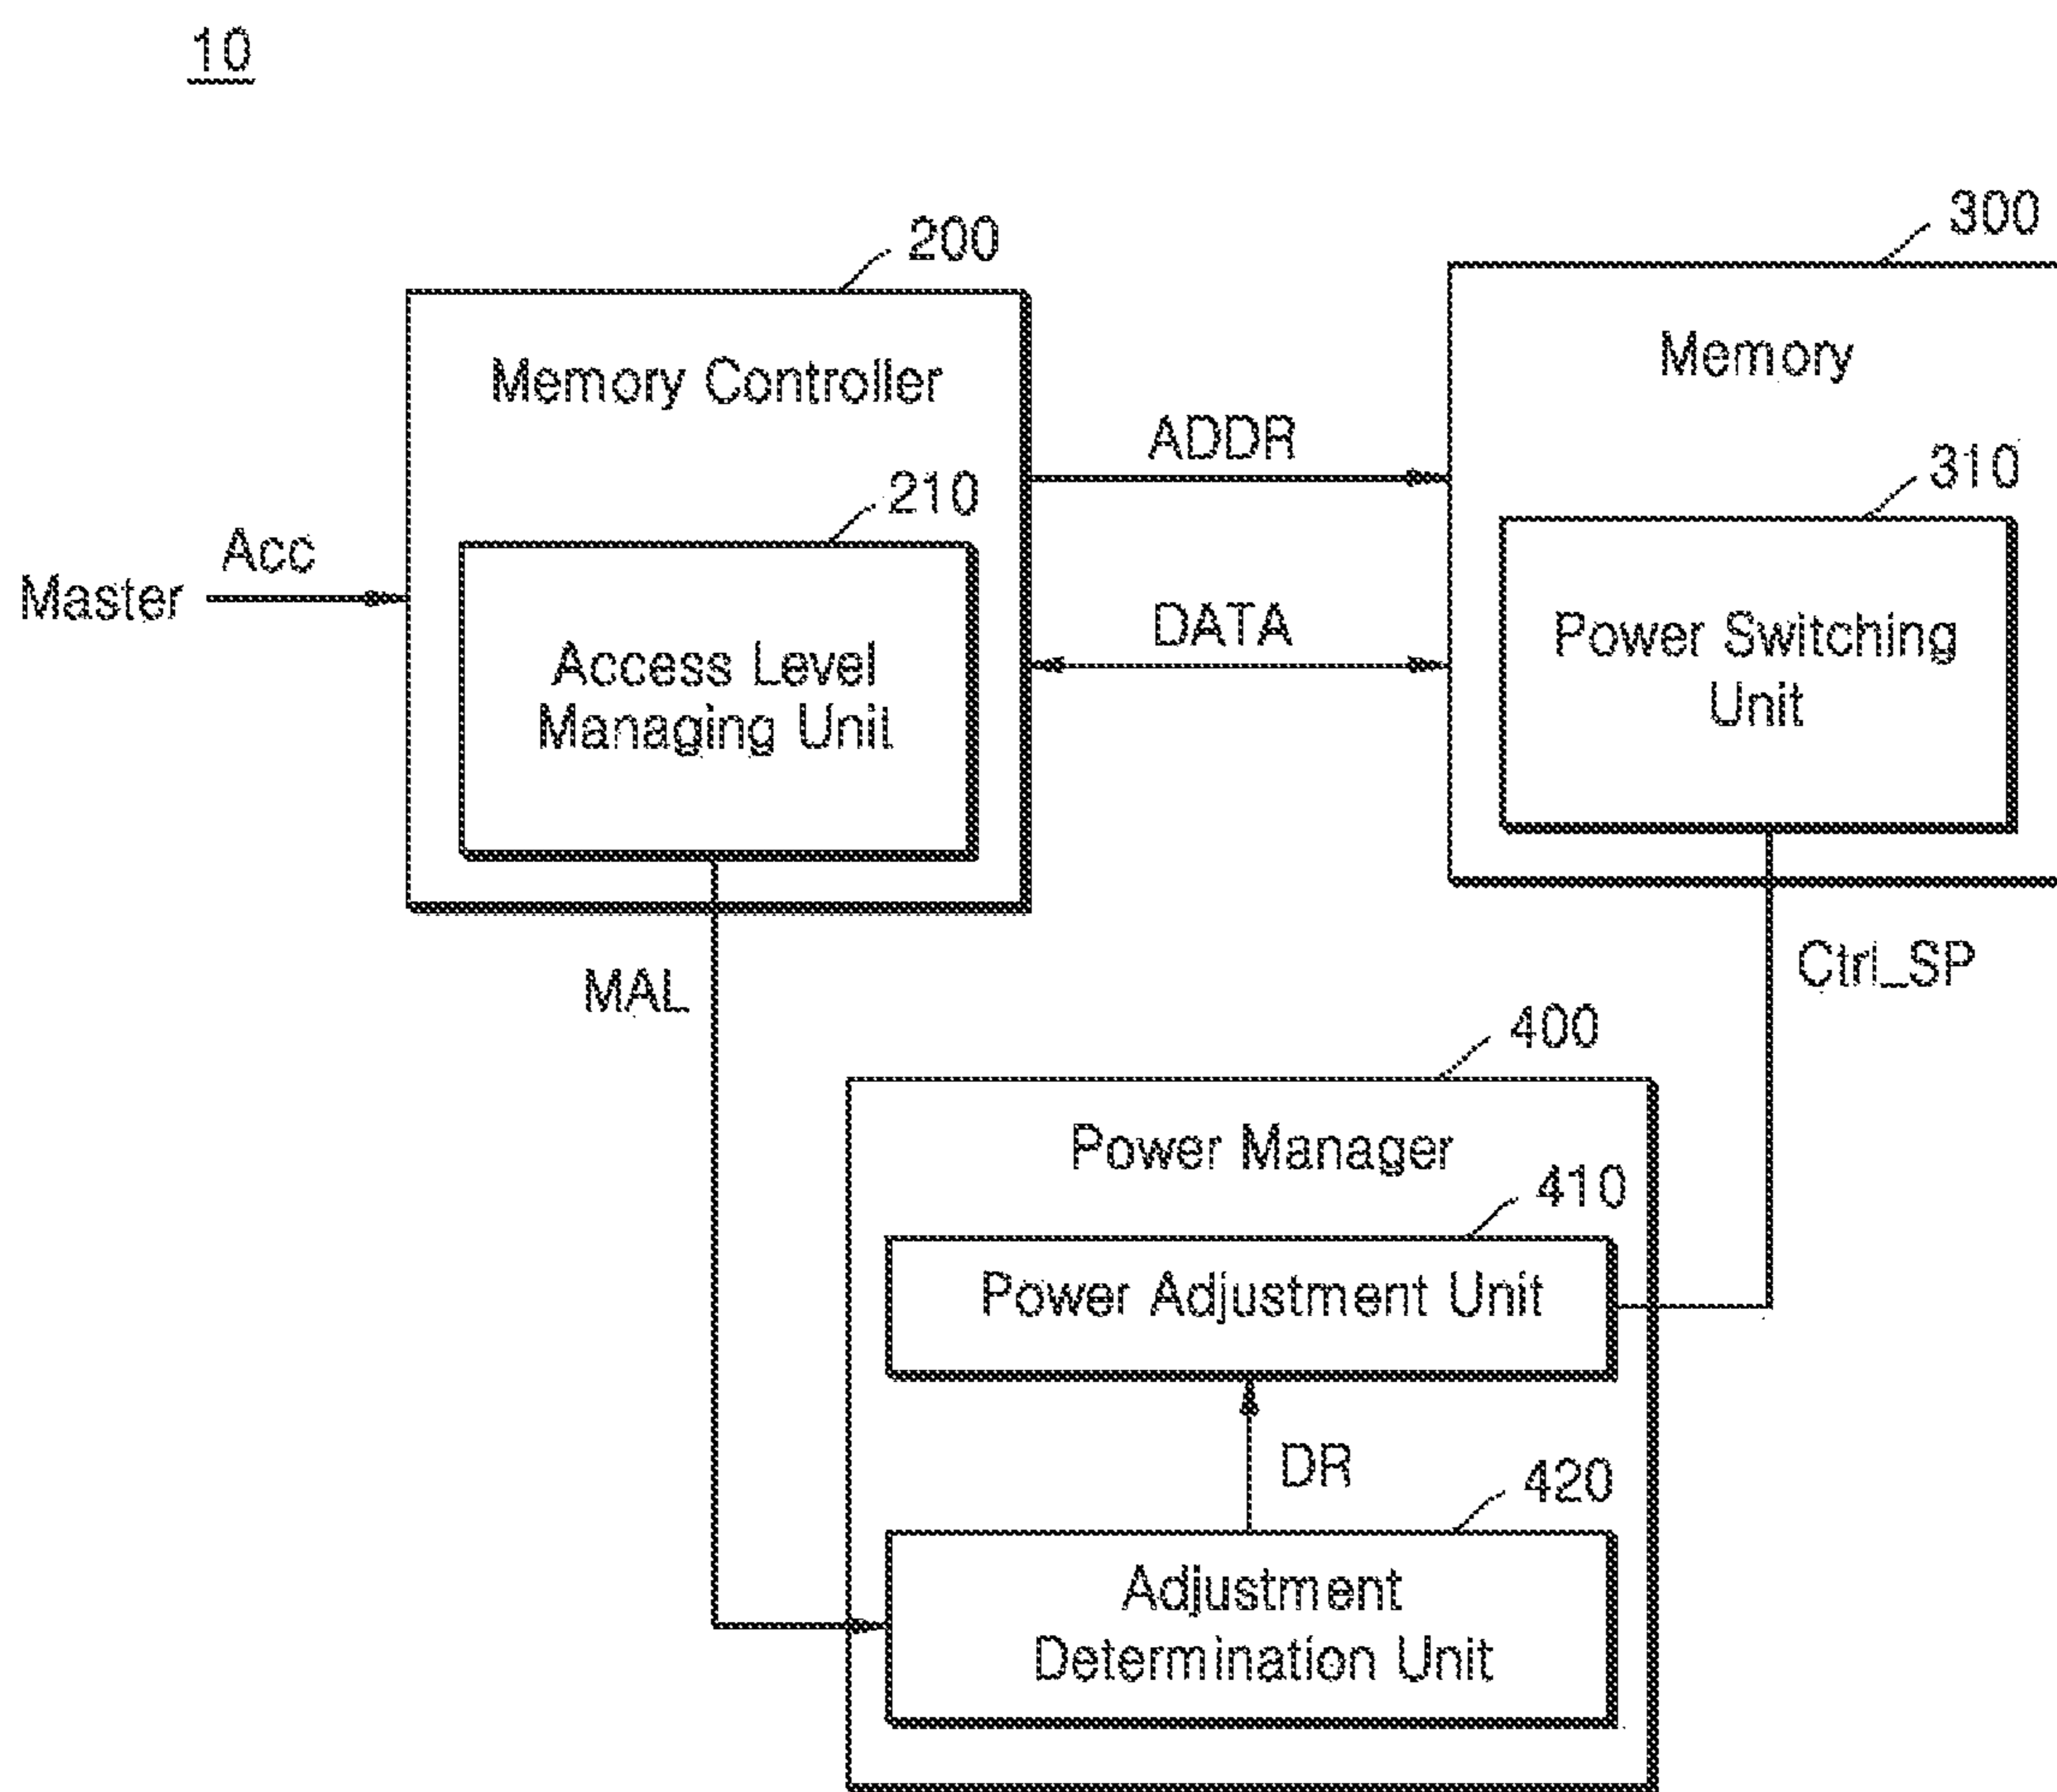 10
300
200
Memory
Memory Controller
ADDR
310
210
Acc
Master
DATA
Power Switching
Unit
Access Level
Managing Unit
Ctrl_SP
MAL
400
Power Manager
410
Power Adjustment Unit
DR
420
Adjustment
Determination Unit